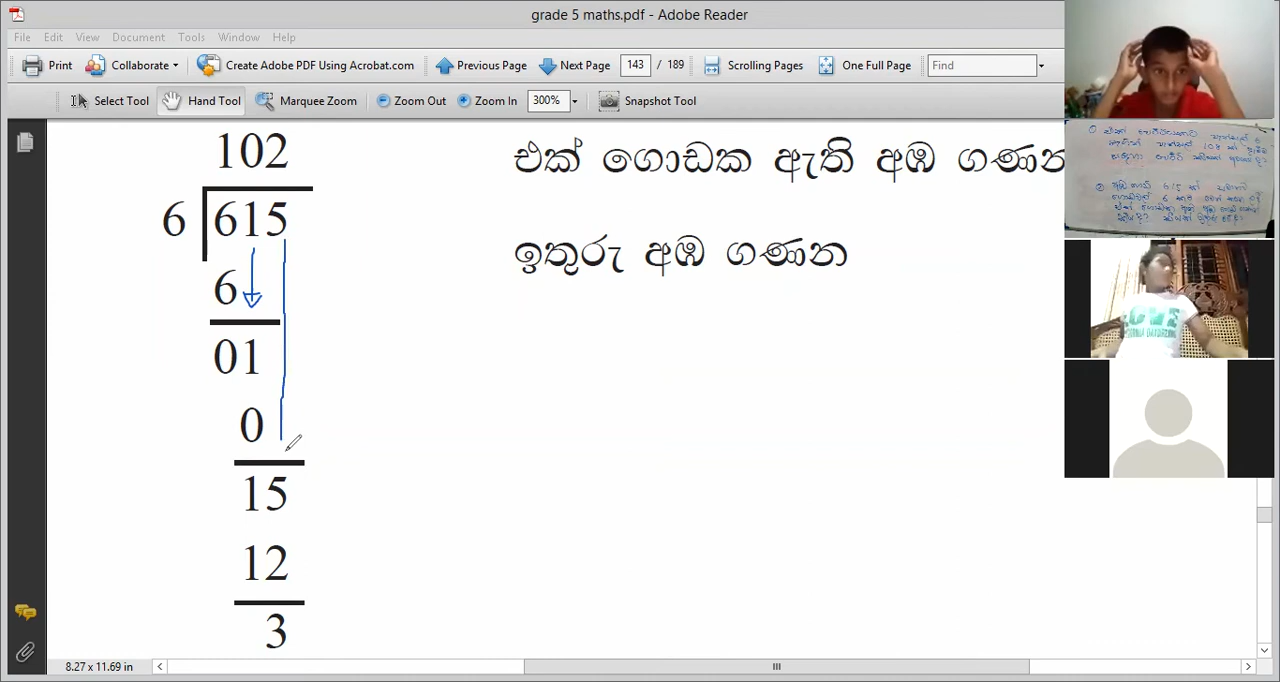 grade 5 maths.pdf - Adobe Reader
File Edit View Document Tools Window Help
Print Collaborate Create Adobe PDF Using Acrobat.com Previous Page Next Page 143 / 189 Scrolling Pages One Full Page Find
Select Tool Hand Tool Marquee Zoom Zoom Out Zoom In 300% Snapshot Tool
102
6 615
6
01
0
15
12
3
එක් ගොඩක ඇති අඹ ගණන
ඉතුරු අඹ ගණන
8.27 x 11.69 in